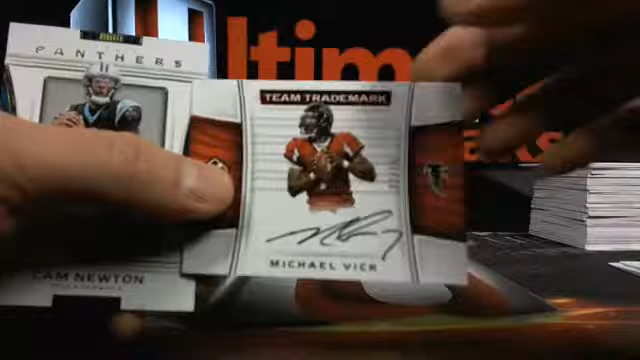 PANTHERS
ltim
TEAM TRADEMARK
MICHAEL VICK
CAM NEWTON